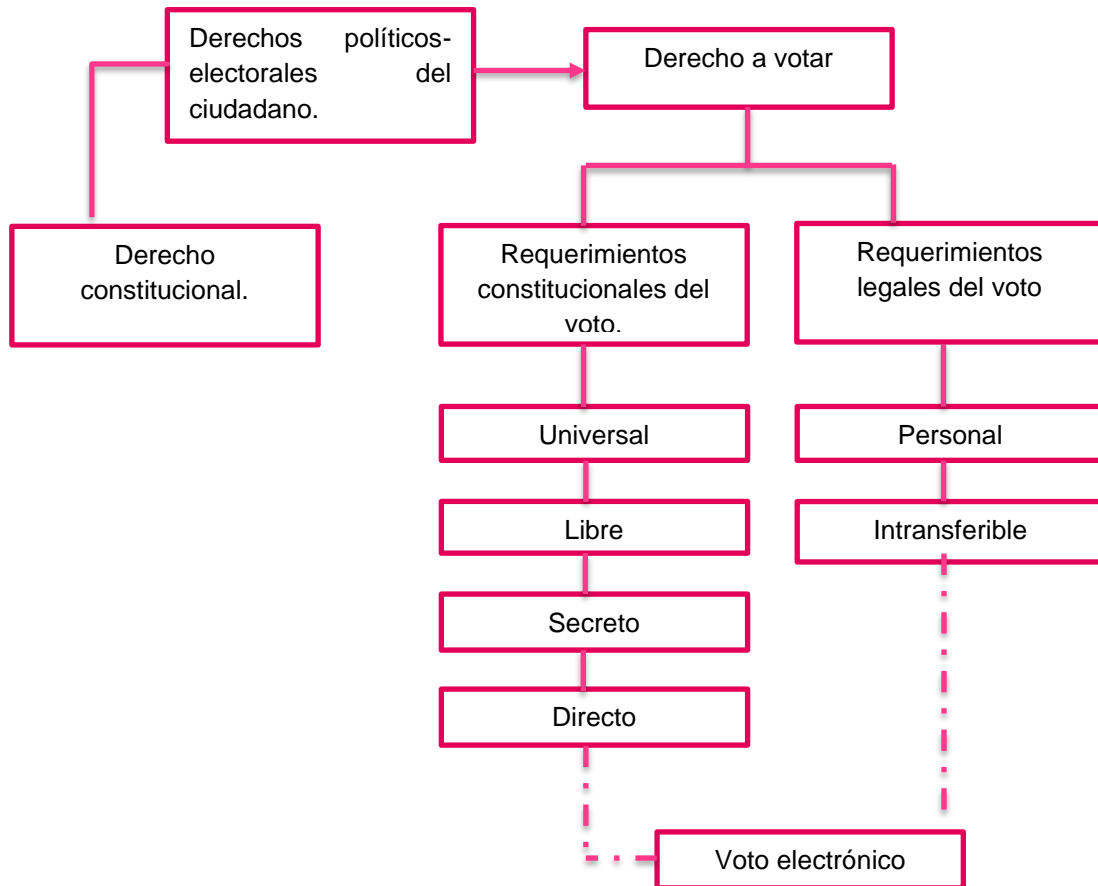 Derechos políticos-
electorales del
ciudadano.
Derecho a votar
Derecho
constitucional.
Requerimientos
constitucionales del
voto.
Requerimientos
legales del voto
Universal
Personal
Libre
Intransferible
Secreto
Directo
Voto electrónico